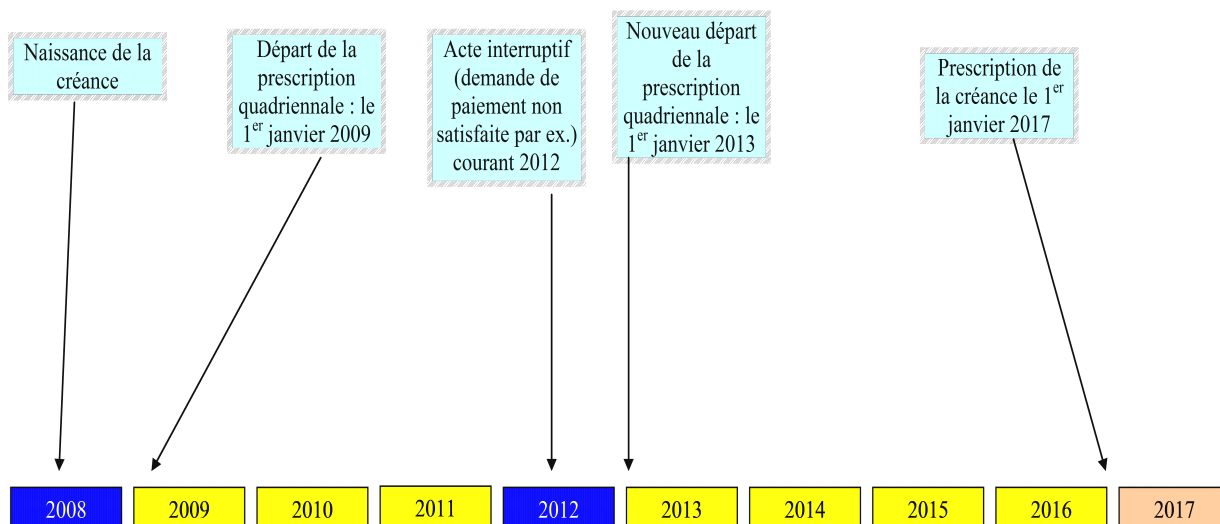 Naissance de la
créance
Départ de la
prescription
quadriennale : le
1er janvier 2009
Acte interruptif
(demande de
paiement non
satisfaite par ex.)
courant 2012
Nouveau départ
de la
prescription
quadriennale : le
1er janvier 2013
Prescription de
la créance le 1er
janvier 2017
2008
2009
2010
2011
2012
2013
2014
2015
2016
2017